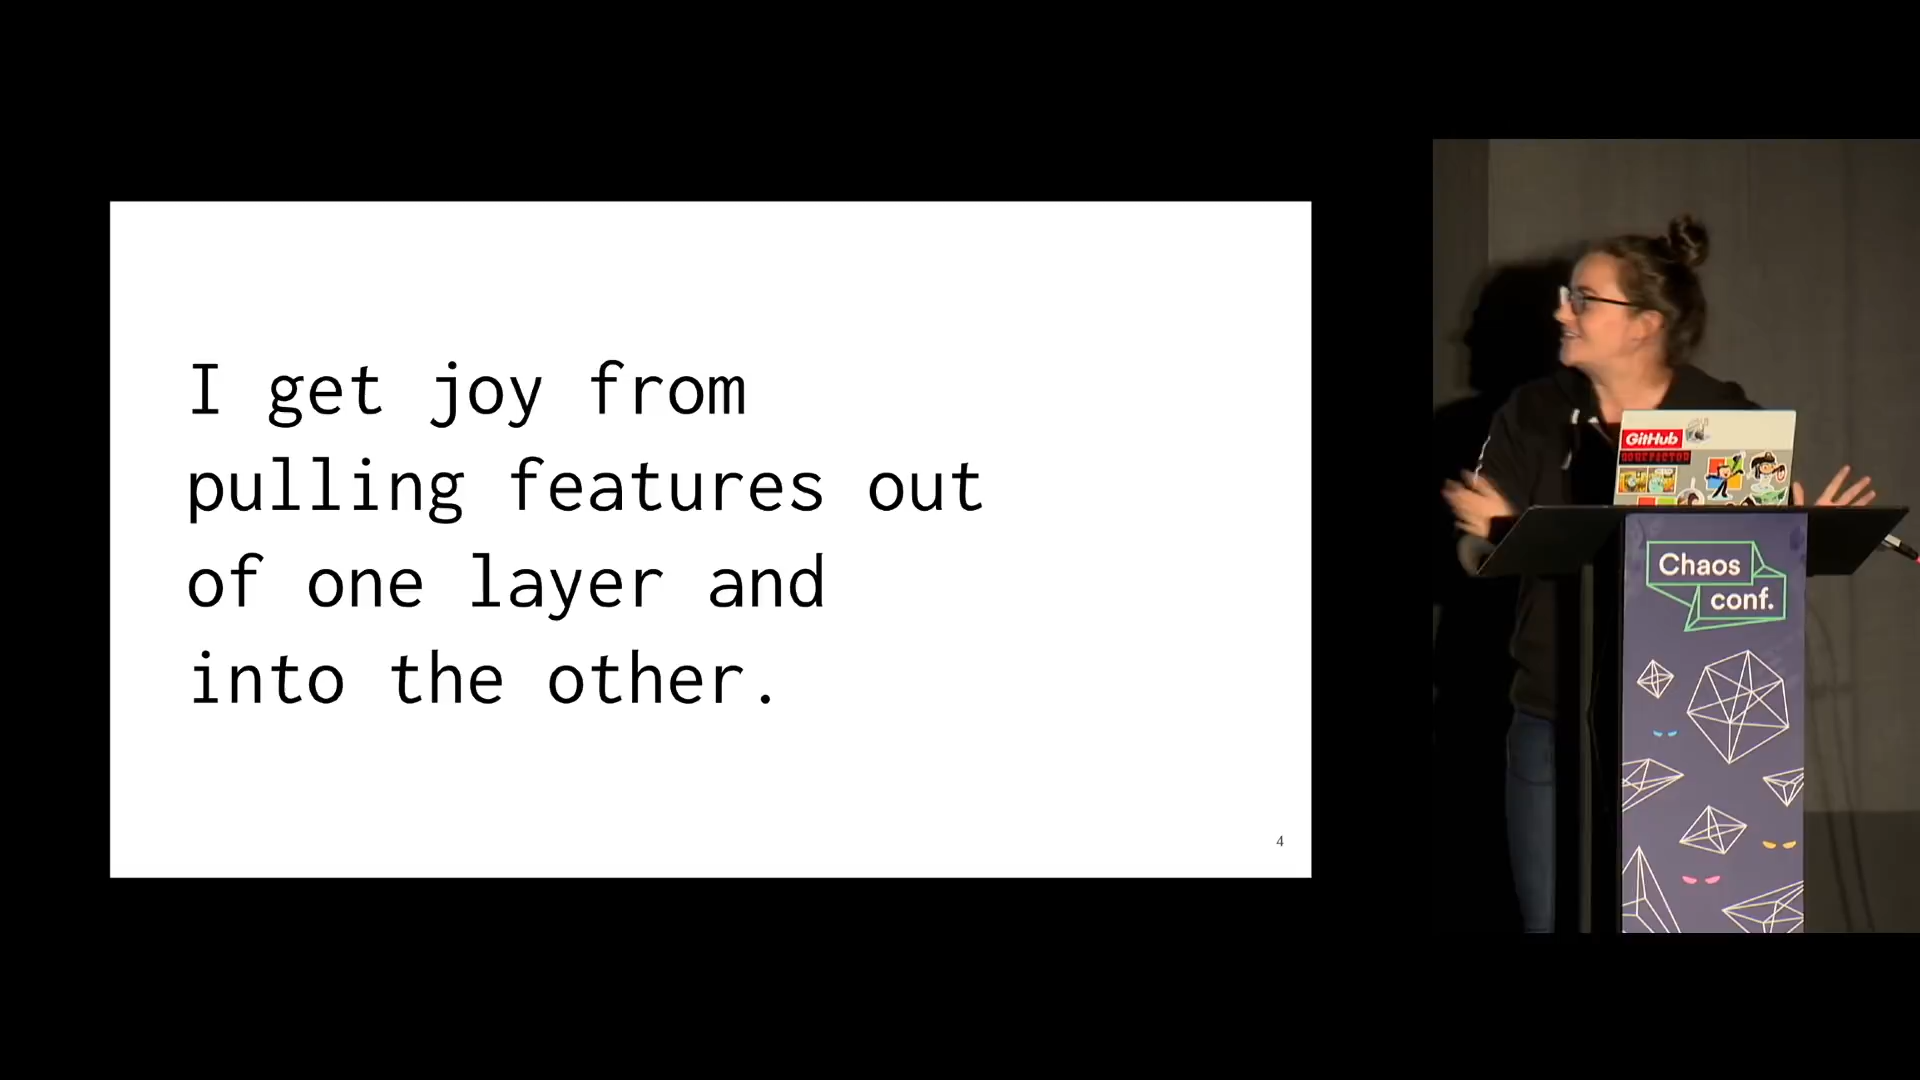 I get joy from
pulling features out
of one layer and
into the other.
4
GitHub
Chaos
conf.